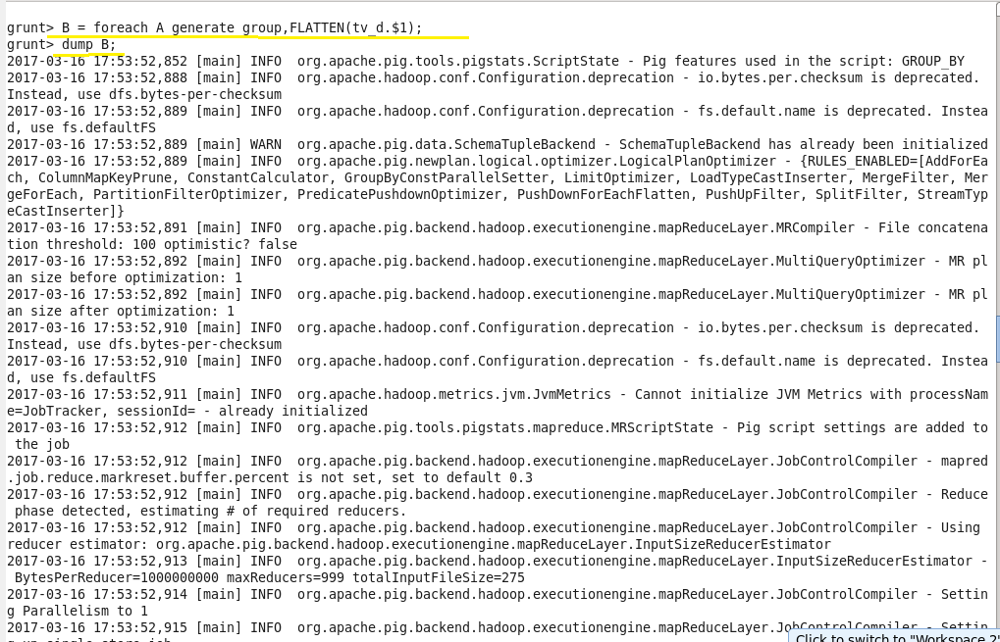 grunt> B = foreach A generate group,FLATTEN(tv_d.$1);
grunt> dump B;
2017-03-16 17:53:52,852 [main] INFO  org.apache.pig.tools.pigstats.ScriptState - Pig features used in the script: GROUP_BY
2017-03-16 17:53:52,888 [main] INFO  org.apache.hadoop.conf.Configuration.deprecation - io.bytes.per.checksum is deprecated.
Instead, use dfs.bytes-per-checksum
2017-03-16 17:53:52,889 [main] INFO  org.apache.hadoop.conf.Configuration.deprecation - fs.default.name is deprecated. Instea
d, use fs.defaultFS
2017-03-16 17:53:52,889 [main] WARN  org.apache.pig.data.SchemaTupleBackend - SchemaTupleBackend has already been initialized
2017-03-16 17:53:52,889 [main] INFO  org.apache.pig.newplan.logical.optimizer.LogicalPlanOptimizer - {RULES_ENABLED=[AddForEa
ch, ColumnMapKeyPrune, ConstantCalculator, GroupByConstParallelSetter, LimitOptimizer, LoadTypeCastInserter, MergeFilter, Mer
geForEach, PartitionFilterOptimizer, PredicatePushdownOptimizer, PushDownForEachFlatten, PushUpFilter, SplitFilter, StreamTyp
eCastInserter]}
2017-03-16 17:53:52,891 [main] INFO  org.apache.pig.backend.hadoop.executionengine.mapReduceLayer.MRCompiler - File concatena
tion threshold: 100 optimistic? false
2017-03-16 17:53:52,892 [main] INFO  org.apache.pig.backend.hadoop.executionengine.mapReduceLayer.MultiQueryOptimizer - MR pl
an size before optimization: 1
2017-03-16 17:53:52,892 [main] INFO  org.apache.pig.backend.hadoop.executionengine.mapReduceLayer.MultiQueryOptimizer - MR pl
an size after optimization: 1
2017-03-16 17:53:52,910 [main] INFO  org.apache.hadoop.conf.Configuration.deprecation - io.bytes.per.checksum is deprecated.
Instead, use dfs.bytes-per-checksum
2017-03-16 17:53:52,910 [main] INFO  org.apache.hadoop.conf.Configuration.deprecation - fs.default.name is deprecated. Instea
d, use fs.defaultFS
2017-03-16 17:53:52,911 [main] INFO  org.apache.hadoop.metrics.jvm.JvmMetrics - Cannot initialize JVM Metrics with processNam
e=JobTracker, sessionId= - already initialized
2017-03-16 17:53:52,912 [main] INFO  org.apache.pig.tools.pigstats.mapreduce.MRScriptState - Pig script settings are added to
 the job
2017-03-16 17:53:52,912 [main] INFO  org.apache.pig.backend.hadoop.executionengine.mapReduceLayer.JobControlCompiler - mapred
.job.reduce.markreset.buffer.percent is not set, set to default 0.3
2017-03-16 17:53:52,912 [main] INFO  org.apache.pig.backend.hadoop.executionengine.mapReduceLayer.JobControlCompiler - Reduce
 phase detected, estimating # of required reducers.
2017-03-16 17:53:52,912 [main] INFO  org.apache.pig.backend.hadoop.executionengine.mapReduceLayer.JobControlCompiler - Using
reducer estimator: org.apache.pig.backend.hadoop.executionengine.mapReduceLayer.InputSizeReducerEstimator
2017-03-16 17:53:52,913 [main] INFO  org.apache.pig.backend.hadoop.executionengine.mapReduceLayer.InputSizeReducerEstimator -
 BytesPerReducer=1000000000 maxReducers=999 totalInputFileSize=275
2017-03-16 17:53:52,914 [main] INFO  org.apache.pig.backend.hadoop.executionengine.mapReduceLayer.JobControlCompiler - Settin
g Parallelism to 1
2017-03-16 17:53:52,915 [main] INFO  org.apache.pig.backend.hadoop.executionengine.mapReduceLayer.JobControlCompiler - Settin
Click to switch to "Workspace 2"